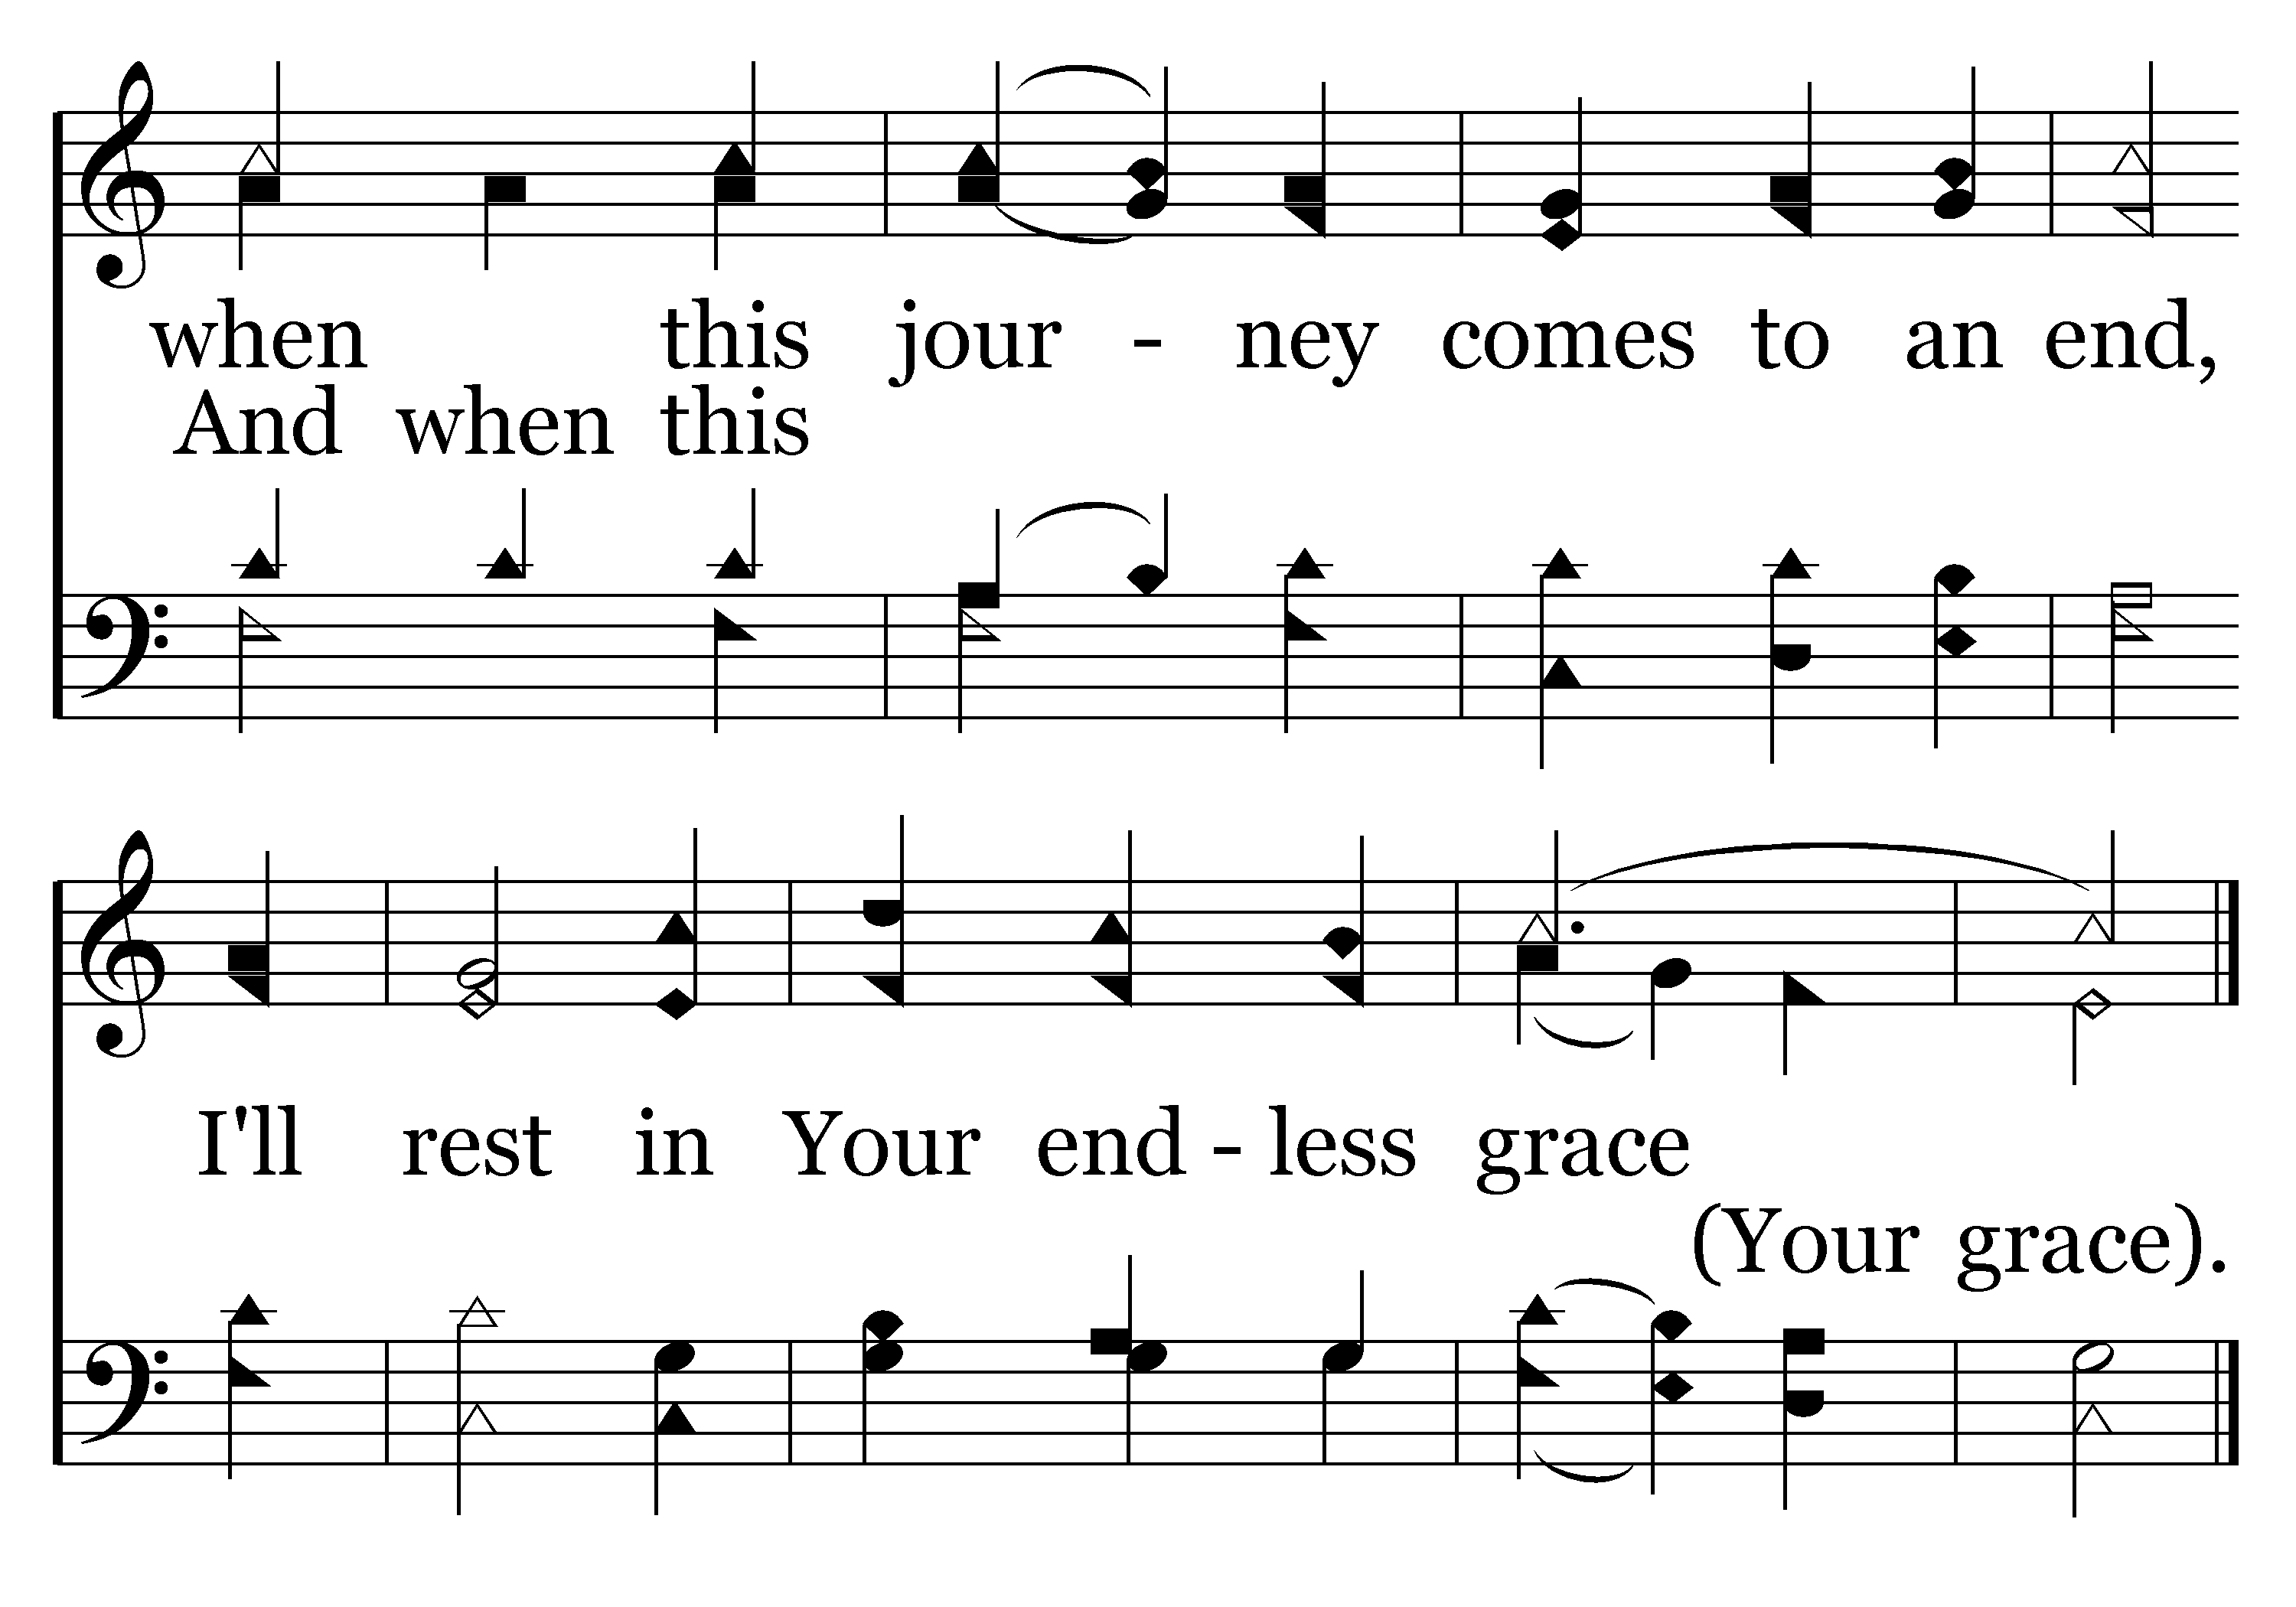 when this jour - ney comes to an end,
And when this
I'll rest in Your end - less grace
(Your grace).